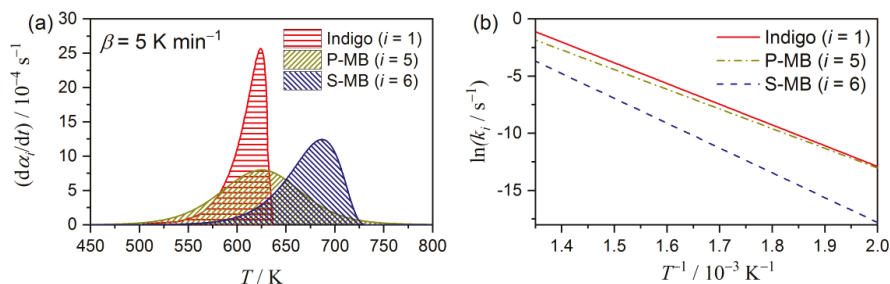 (a)
β = 5 K min⁻¹
Indigo (i = 1)
P-MB (i = 5)
S-MB (i = 6)
(dαᵢ/dt) / 10⁻⁴ s⁻¹
30
25
20
15
10
5
0
450 500 550 600 650 700 750 800
T / K
(b)
Indigo (i = 1)
P-MB (i = 5)
S-MB (i = 6)
ln(kᵢ / s⁻¹)
0
-5
-10
-15
1.4 1.5 1.6 1.7 1.8 1.9 2.0
T⁻¹ / 10⁻³ K⁻¹